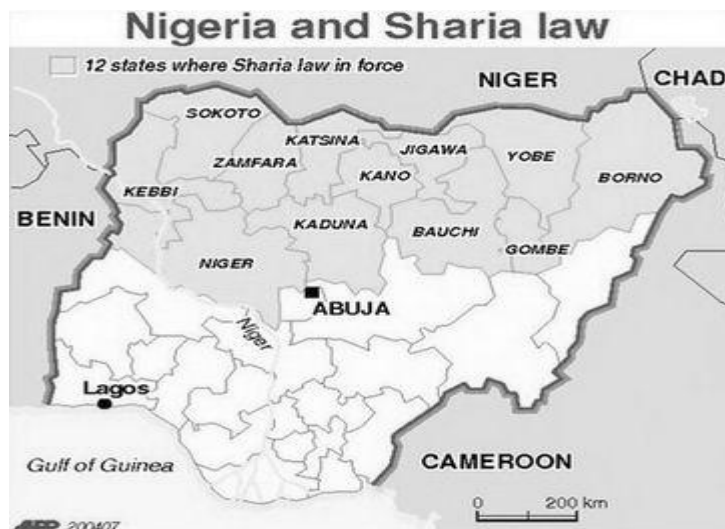 Nigeria and Sharia law
12 states where Sharia law in force
NIGER
CHAD
SOKOTO
KATSINA
JIGAWA
YOBE
ZAMFARA
KANO
BORNO
KEBBI
BENIN
KADUNA
BAUCHI
GOMBE
NIGER
ABUJA
Niger
Lagos
Gulf of Guinea
CAMEROON
0 200 km
AFP 200407